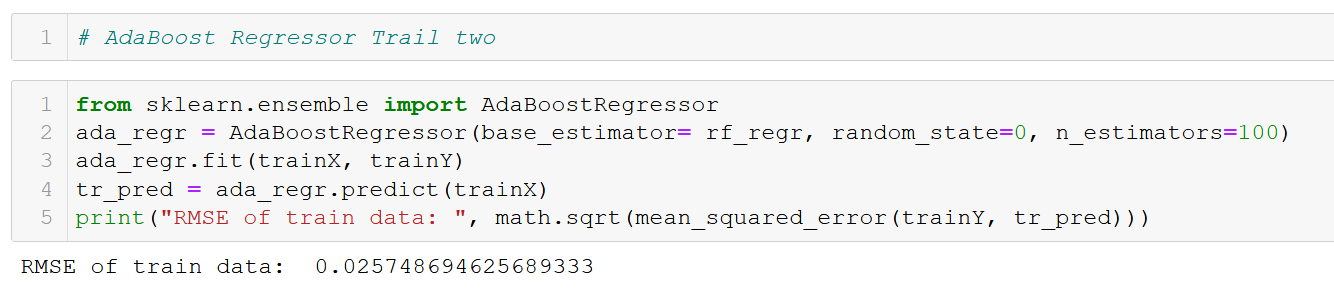 1 # AdaBoost Regressor Trail two
1 from sklearn.ensemble import AdaBoostRegressor
2 ada_regr = AdaBoostRegressor(base_estimator= rf_regr, random_state=0, n_estimators=100)
3 ada_regr.fit(trainX, trainY)
4 tr_pred = ada_regr.predict(trainX)
5 print("RMSE of train data: ", math.sqrt(mean_squared_error(trainY, tr_pred)))
RMSE of train data:  0.025748694625689333